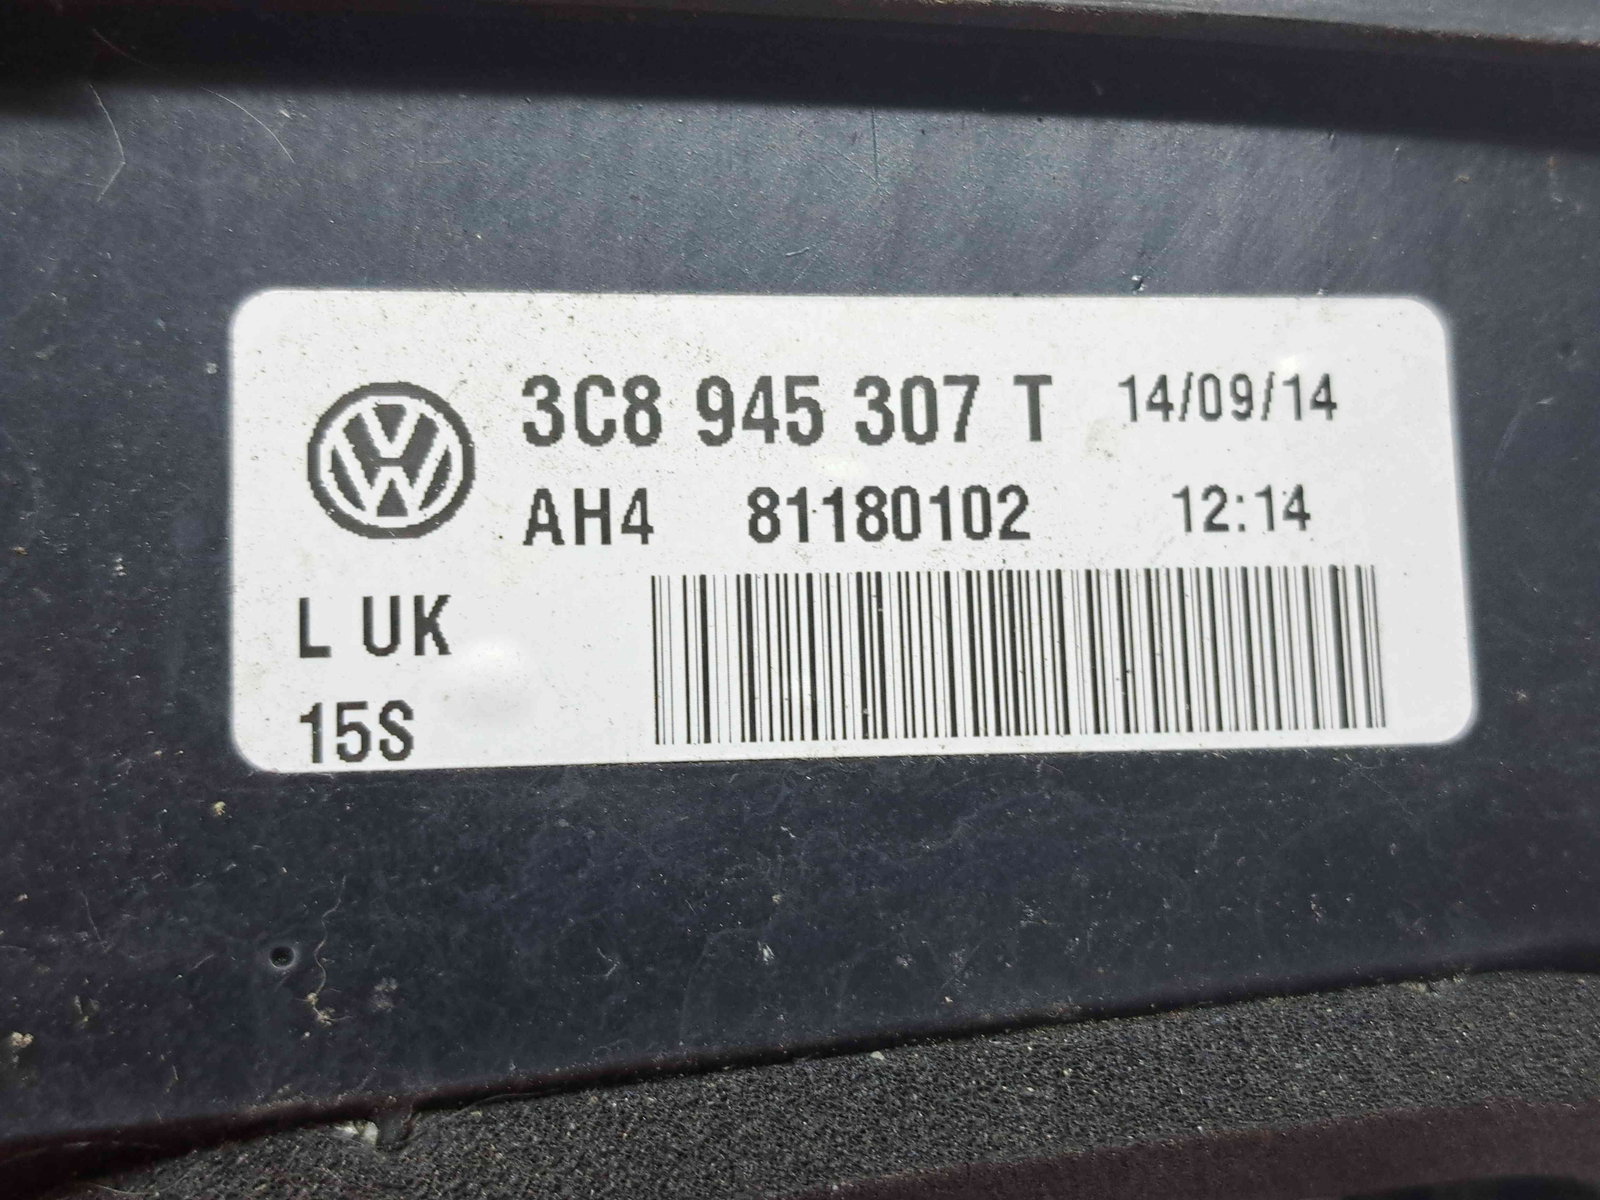 3C8 945 307 T 14/09/14
AH4 81180102 12:14
L UK
15S